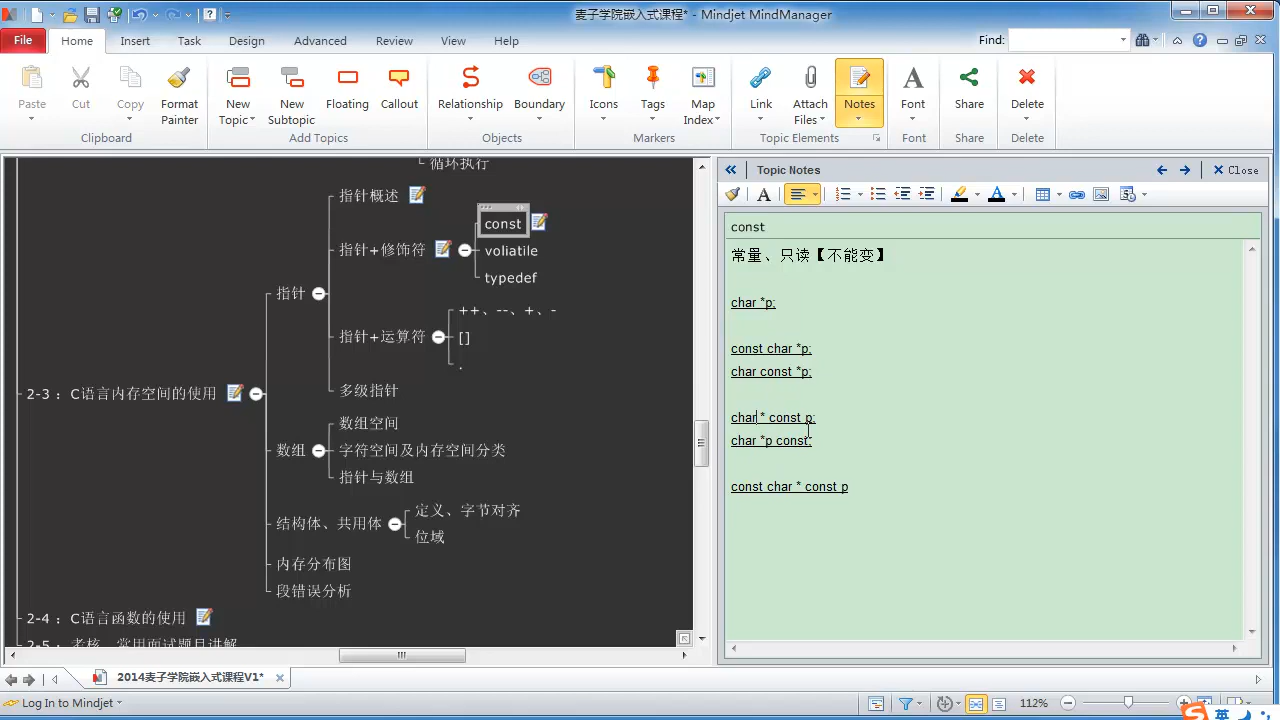 麦子学院嵌入式课程* - Mindjet MindManager
File Home Insert Task Design Advanced Review View Help Find:
Paste Cut Copy Format Painter New Topic New Subtopic Floating Callout Relationship Boundary Icons Tags Map Index Link Attach Files Notes Font Share Delete
Clipboard Add Topics Objects Markers Topic Elements Font Share Delete
循环执行
指针概述
const
指针+修饰符
voliatile
typedef
指针
++、--、+、-
指针+运算符
[]
.
多级指针
2-3 : C语言内存空间的使用
数组空间
数组
字符空间及内存空间分类
指针与数组
定义、字节对齐
结构体、共用体
位域
内存分布图
段错误分析
2-4 : C语言函数的使用
Topic Notes Close
const
常量、只读【不能变】
char *p;
const char *p;
char const *p;
char * const p;
char *p const;
const char * const p
2014麦子学院嵌入式课程V1*
Log In to Mindjet
112%
英